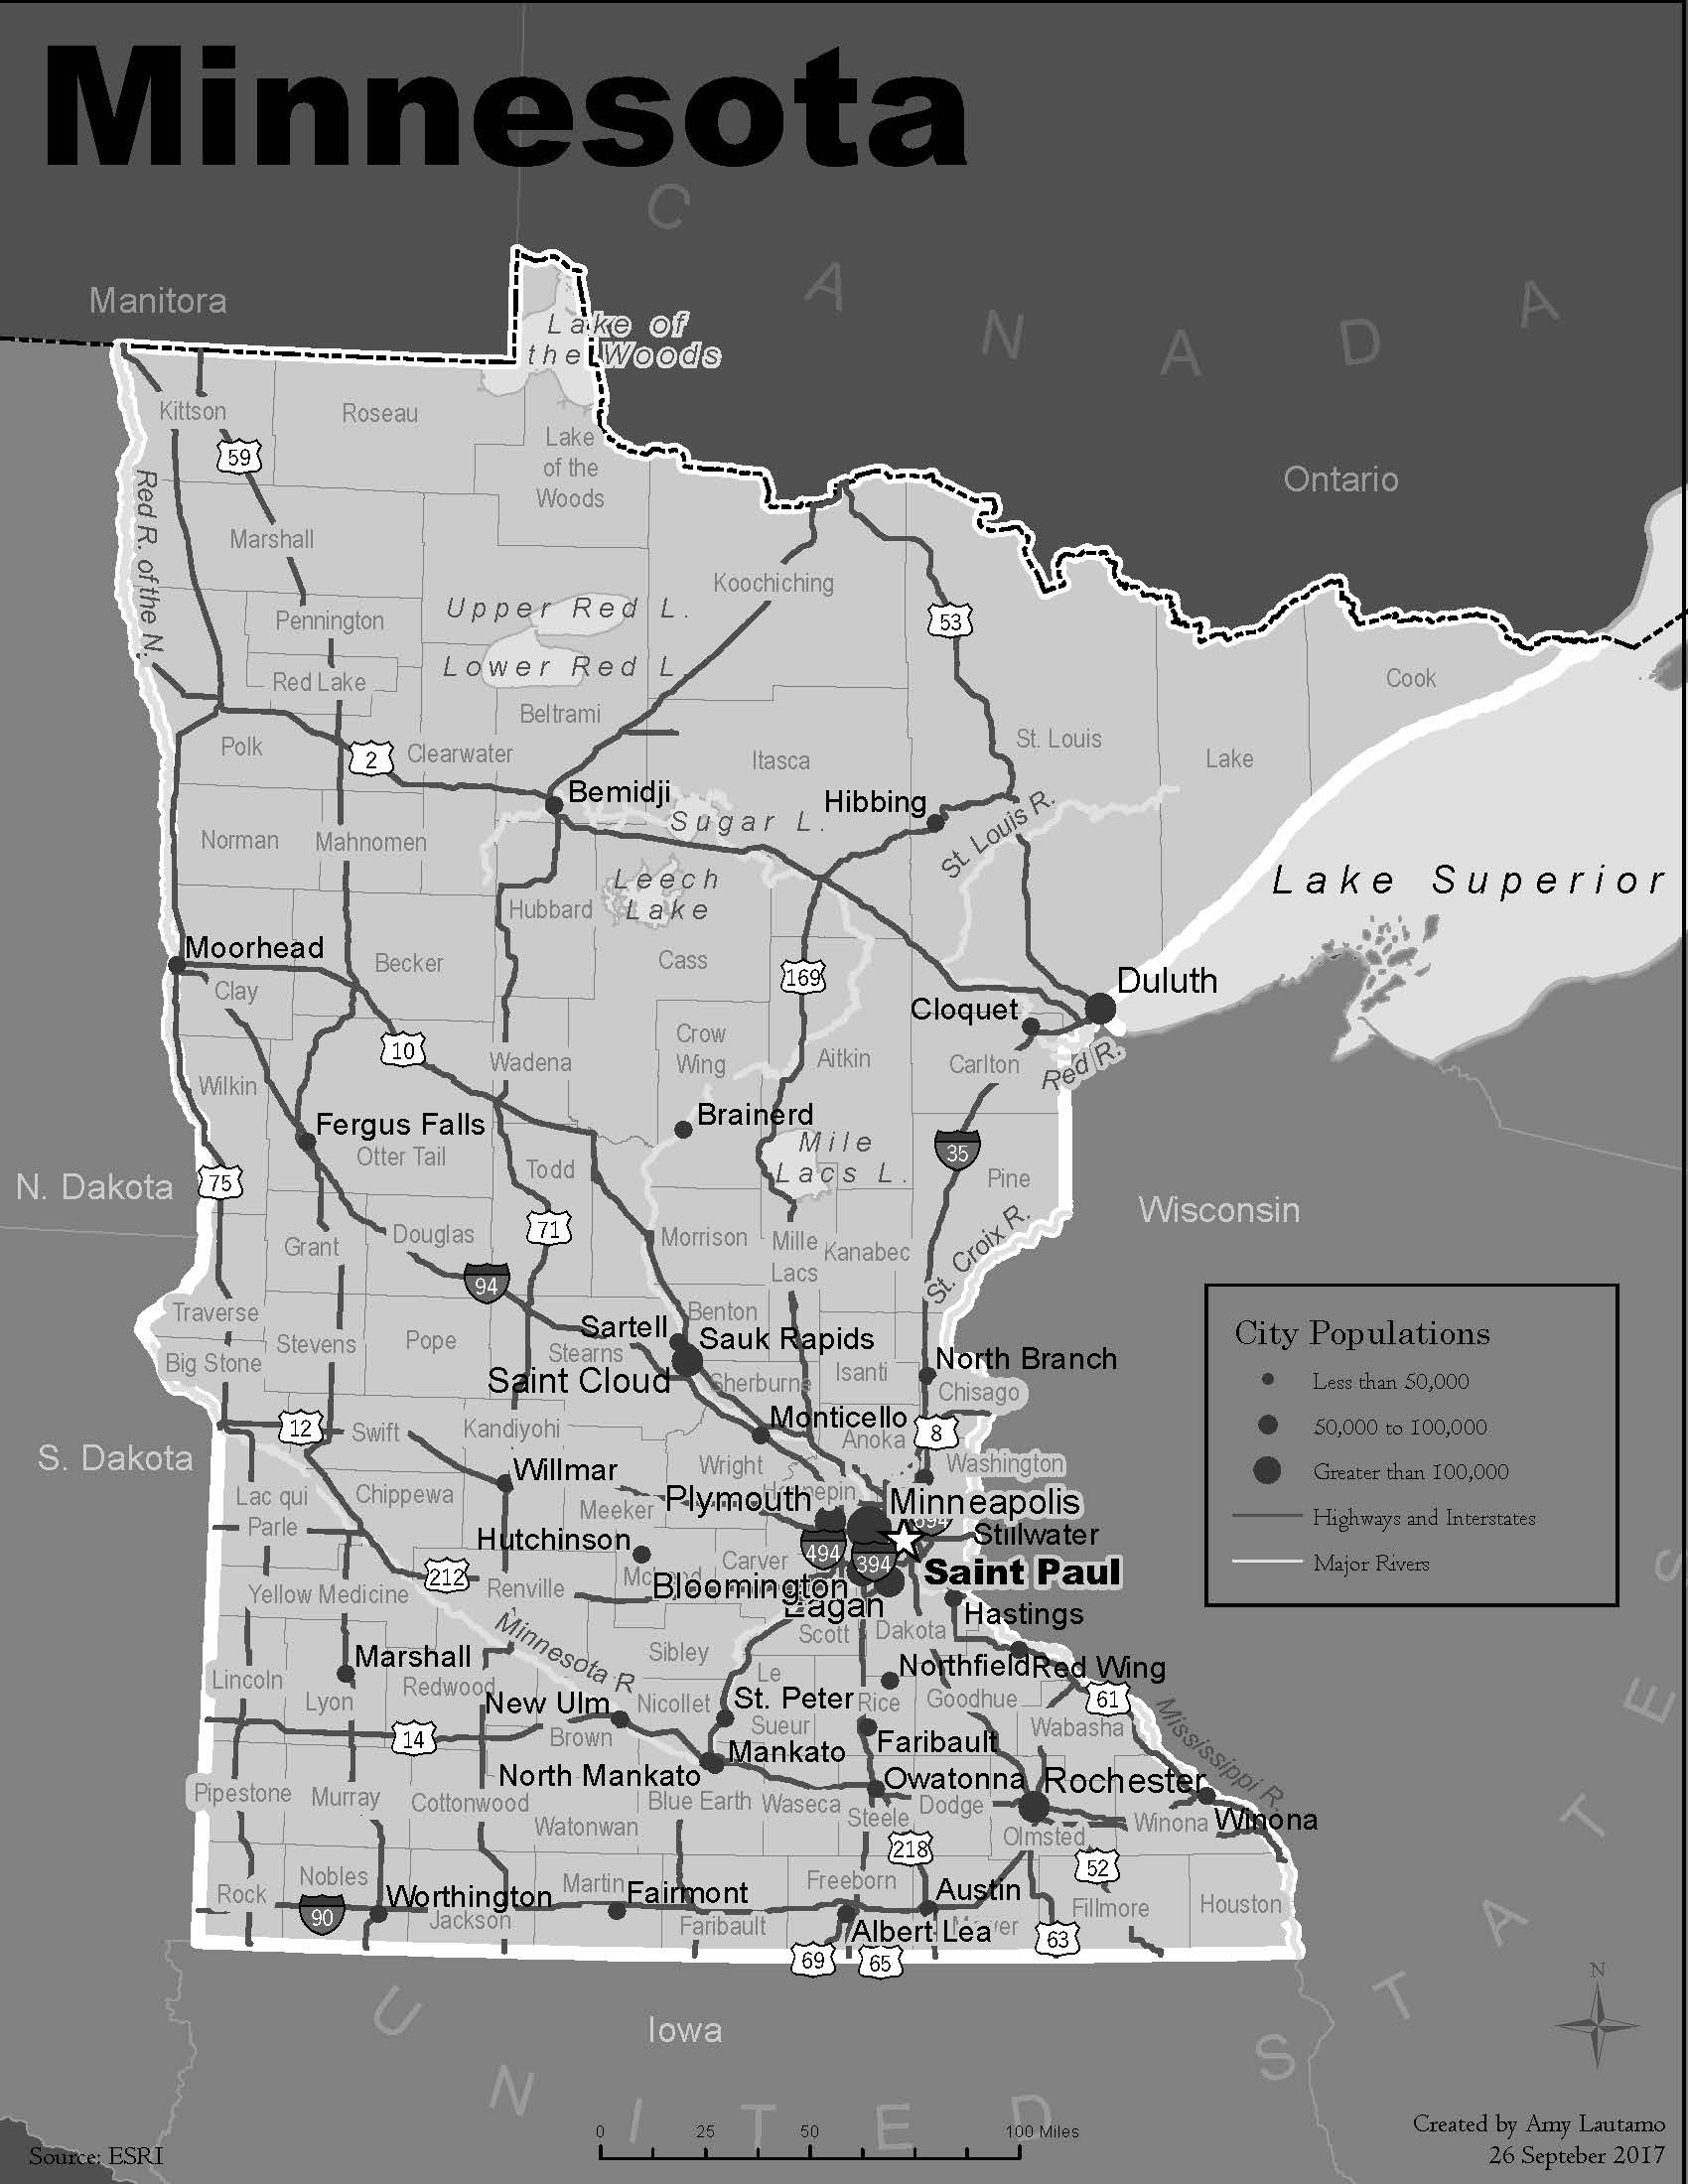 Minnesota
C A N A D A
Manitora
Lake of
the Woods
Ontario
Kittson
Roseau
Lake
of the
Woods
59
Red R. of the N.
Marshall
Koochiching
Upper Red L.
53
Pennington
Lower Red L.
Red Lake
Cook
Beltrami
Polk
2
Clearwater
Itasca
St. Louis
Lake
Bemidji
Hibbing
Sugar L.
St. Louis R.
Norman
Mahnomen
Leech
Lake
Lake Superior
Hubbard
Moorhead
Becker
Cass
169
Duluth
Clay
Cloquet
10
Crow
Wing
Wadena
Aitkin
Carlton
Red R.
Wilkin
Brainerd
Fergus Falls
Otter Tail
Mile
Lacs L.
35
Todd
Pine
N. Dakota
75
Wisconsin
71
Douglas
Morrison
Mille
Lacs
Kanabec
St. Croix R.
Grant
94
Traverse
Benton
Sartell
Sauk Rapids
Stevens
Pope
Stearns
Big Stone
Saint Cloud
Sherburne
Isanti
North Branch
Chisago
City Populations
Less than 50,000
50,000 to 100,000
Greater than 100,000
Highways and Interstates
Major Rivers
12
Swift
Kandiyohi
Monticello
Anoka
8
S. Dakota
Willmar
Wright
Washington
Lac qui
Parle
Chippewa
Meeker
Plymouth
Hennepin
Minneapolis
694
Stillwater
Hutchinson
Carver
494
394
Saint Paul
212
Yellow Medicine
Renville
Bloomington
Eagan
Hastings
Minnesota R
Sibley
Scott
Dakota
Marshall
Northfield
Red Wing
Lincoln
Lyon
Redwood
Le
Sueur
New Ulm
Nicollet
St. Peter
Rice
Goodhue
61
Mississippi R.
14
Brown
Faribault
Wabasha
Mankato
North Mankato
Owatonna
Rochester
Pipestone
Murray
Cottonwood
Blue Earth
Waseca
Steele
Dodge
Winona
Winona
Watonwan
218
Olmsted
52
Nobles
Martin
Freeborn
Rock
90
Worthington
Jackson
Fairmont
Faribault
Austin
Fillmore
Houston
Albert Lea
69
65
63
Iowa
U N I T E D S T A T E S
N
0 25 50 100 Miles
Source: ESRI
Created by Amy Lautamo
26 Septeber 2017